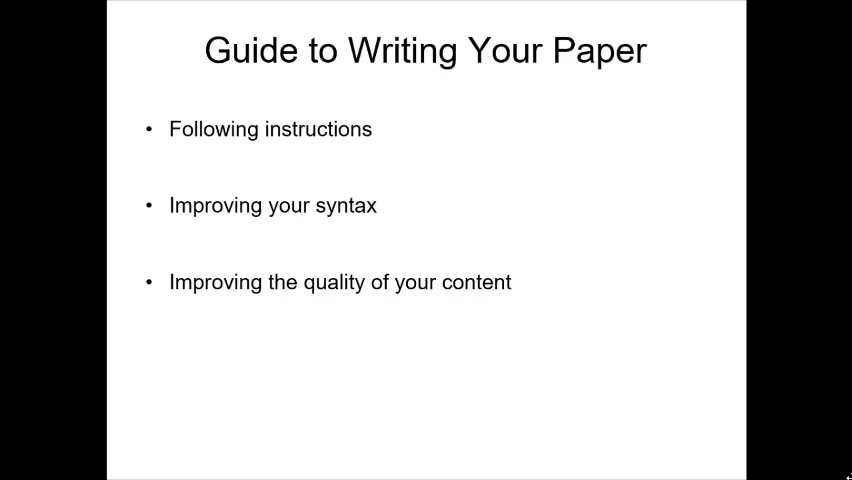 Guide to Writing Your Paper
• Following instructions
• Improving your syntax
• Improving the quality of your content